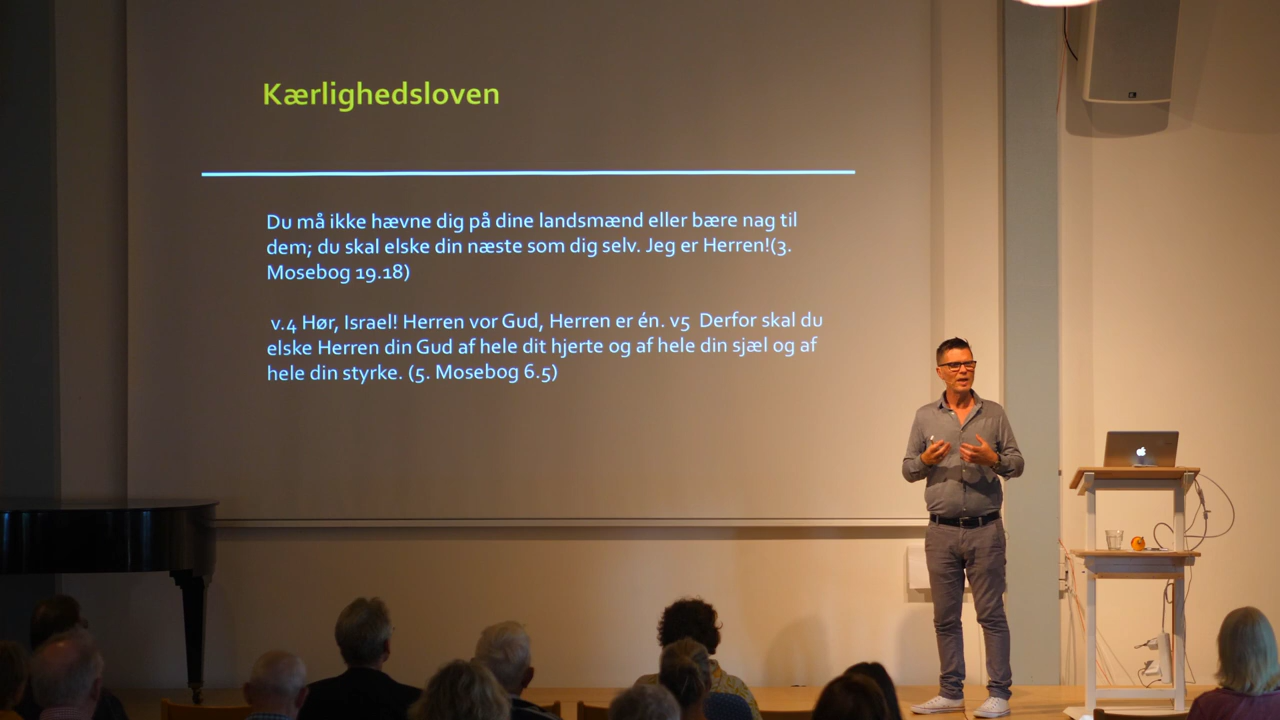 Kærlighedsloven
Du må ikke hævne dig på dine landsmænd eller bære nag til
dem; du skal elske din næste som dig selv. Jeg er Herren!(3.
Mosebog 19.18)
v.4 Hør, Israel! Herren vor Gud, Herren er én. v5 Derfor skal du
elske Herren din Gud af hele dit hjerte og af hele din sjæl og af
hele din styrke. (5. Mosebog 6.5)